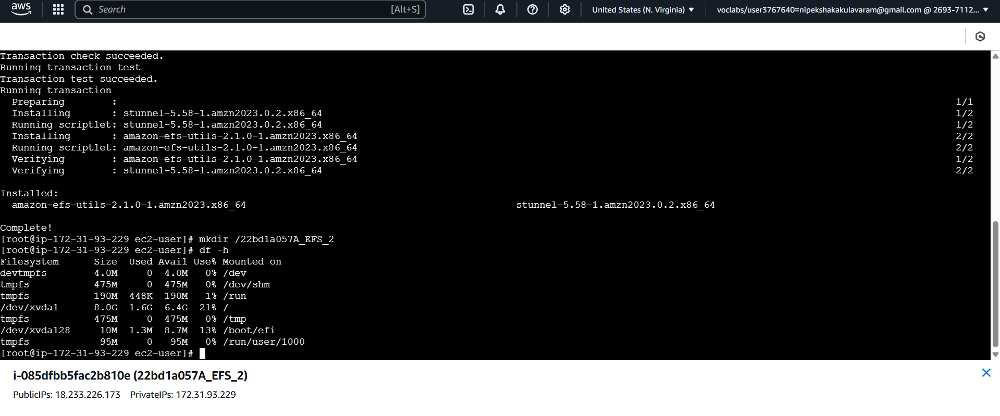 aws
Search [Alt+S] United States (N. Virginia) ▼ voclabs/user3767640=nipekshakakulavaram@gmail.com @ 2693-7112... ▼
Transaction check succeeded.
Running transaction test
Transaction test succeeded.
Running transaction
Preparing : 1/1
Installing : stunnel-5.58-1.amzn2023.0.2.x86_64 1/2
Running scriptlet: stunnel-5.58-1.amzn2023.0.2.x86_64 1/2
Installing : amazon-efs-utils-2.1.0-1.amzn2023.x86_64 2/2
Running scriptlet: amazon-efs-utils-2.1.0-1.amzn2023.x86_64 2/2
Verifying : amazon-efs-utils-2.1.0-1.amzn2023.x86_64 1/2
Verifying : stunnel-5.58-1.amzn2023.0.2.x86_64 2/2
Installed:
amazon-efs-utils-2.1.0-1.amzn2023.x86_64 stunnel-5.58-1.amzn2023.0.2.x86_64
Complete!
[root@ip-172-31-93-229 ec2-user]# mkdir /22bd1a057A_EFS_2
[root@ip-172-31-93-229 ec2-user]# df -h
Filesystem Size Used Avail Use% Mounted on
devtmpfs 4.0M 0 4.0M 0% /dev
tmpfs 475M 0 475M 0% /dev/shm
tmpfs 190M 448K 190M 1% /run
/dev/xvda1 8.0G 1.6G 6.4G 21% /
tmpfs 475M 0 475M 0% /tmp
/dev/xvda128 10M 1.3M 8.7M 13% /boot/efi
tmpfs 95M 0 95M 0% /run/user/1000
[root@ip-172-31-93-229 ec2-user]#
i-085dfbb5fac2b810e (22bd1a057A_EFS_2)
PublicIPs: 18.233.226.173 PrivateIPs: 172.31.93.229